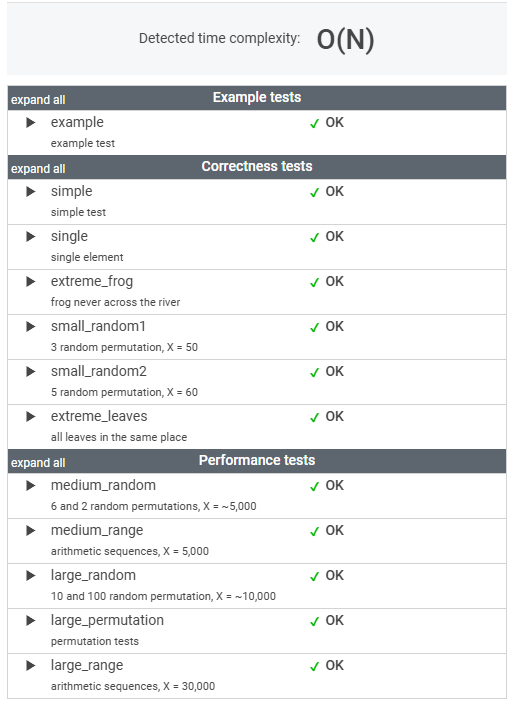 Detected time complexity: O(N)
expand all Example tests
example OK
example test
expand all Correctness tests
simple OK
simple test
single OK
single element
extreme_frog OK
frog never across the river
small_random1 OK
3 random permutation, X = 50
small_random2 OK
5 random permutation, X = 60
extreme_leaves OK
all leaves in the same place
expand all Performance tests
medium_random OK
6 and 2 random permutations, X = ~5,000
medium_range OK
arithmetic sequences, X = 5,000
large_random OK
10 and 100 random permutation, X = ~10,000
large_permutation OK
permutation tests
large_range OK
arithmetic sequences, X = 30,000